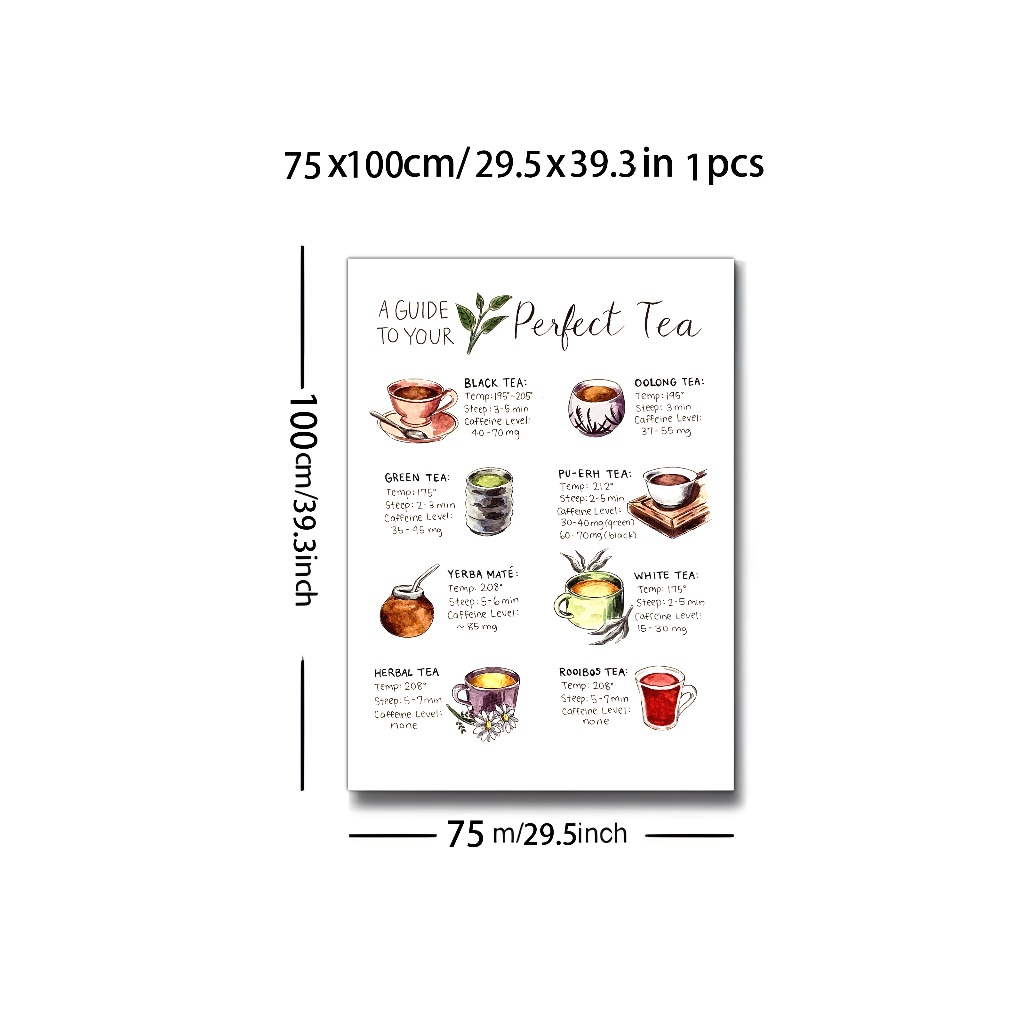 75x100cm/ 29.5x39.3in 1pcs
100cm/39.3inch
A GUIDE
TO YOUR
Perfect Tea
BLACK TEA:
Temp: 195°-205°
Steep: 3-5 min
Caffeine Level:
40-70 mg
OOLONG TEA:
Temp: 195°
Steep: 3 min
Caffeine Level:
37-55 mg
GREEN TEA:
Temp: 175°
Steep: 2-3 min
Caffeine Level:
35-45 mg
PU-ERH TEA:
Temp: 212°
Steep: 2-5 min
Caffeine Level:
30-40mg (green)
60-70mg (black)
YERBA MATÉ:
Temp: 208°
Steep: 5-6 min
Caffeine Level:
~ 85 mg
WHITE TEA:
Temp: 175°
Steep: 2-5 min
Caffeine Level:
15-30 mg
HERBAL TEA
Temp: 208°
Steep: 5-7min
Caffeine Level:
none
ROOIBOS TEA:
Temp: 208°
Steep: 5-7min
Caffeine Level:
none
75 m/29.5inch